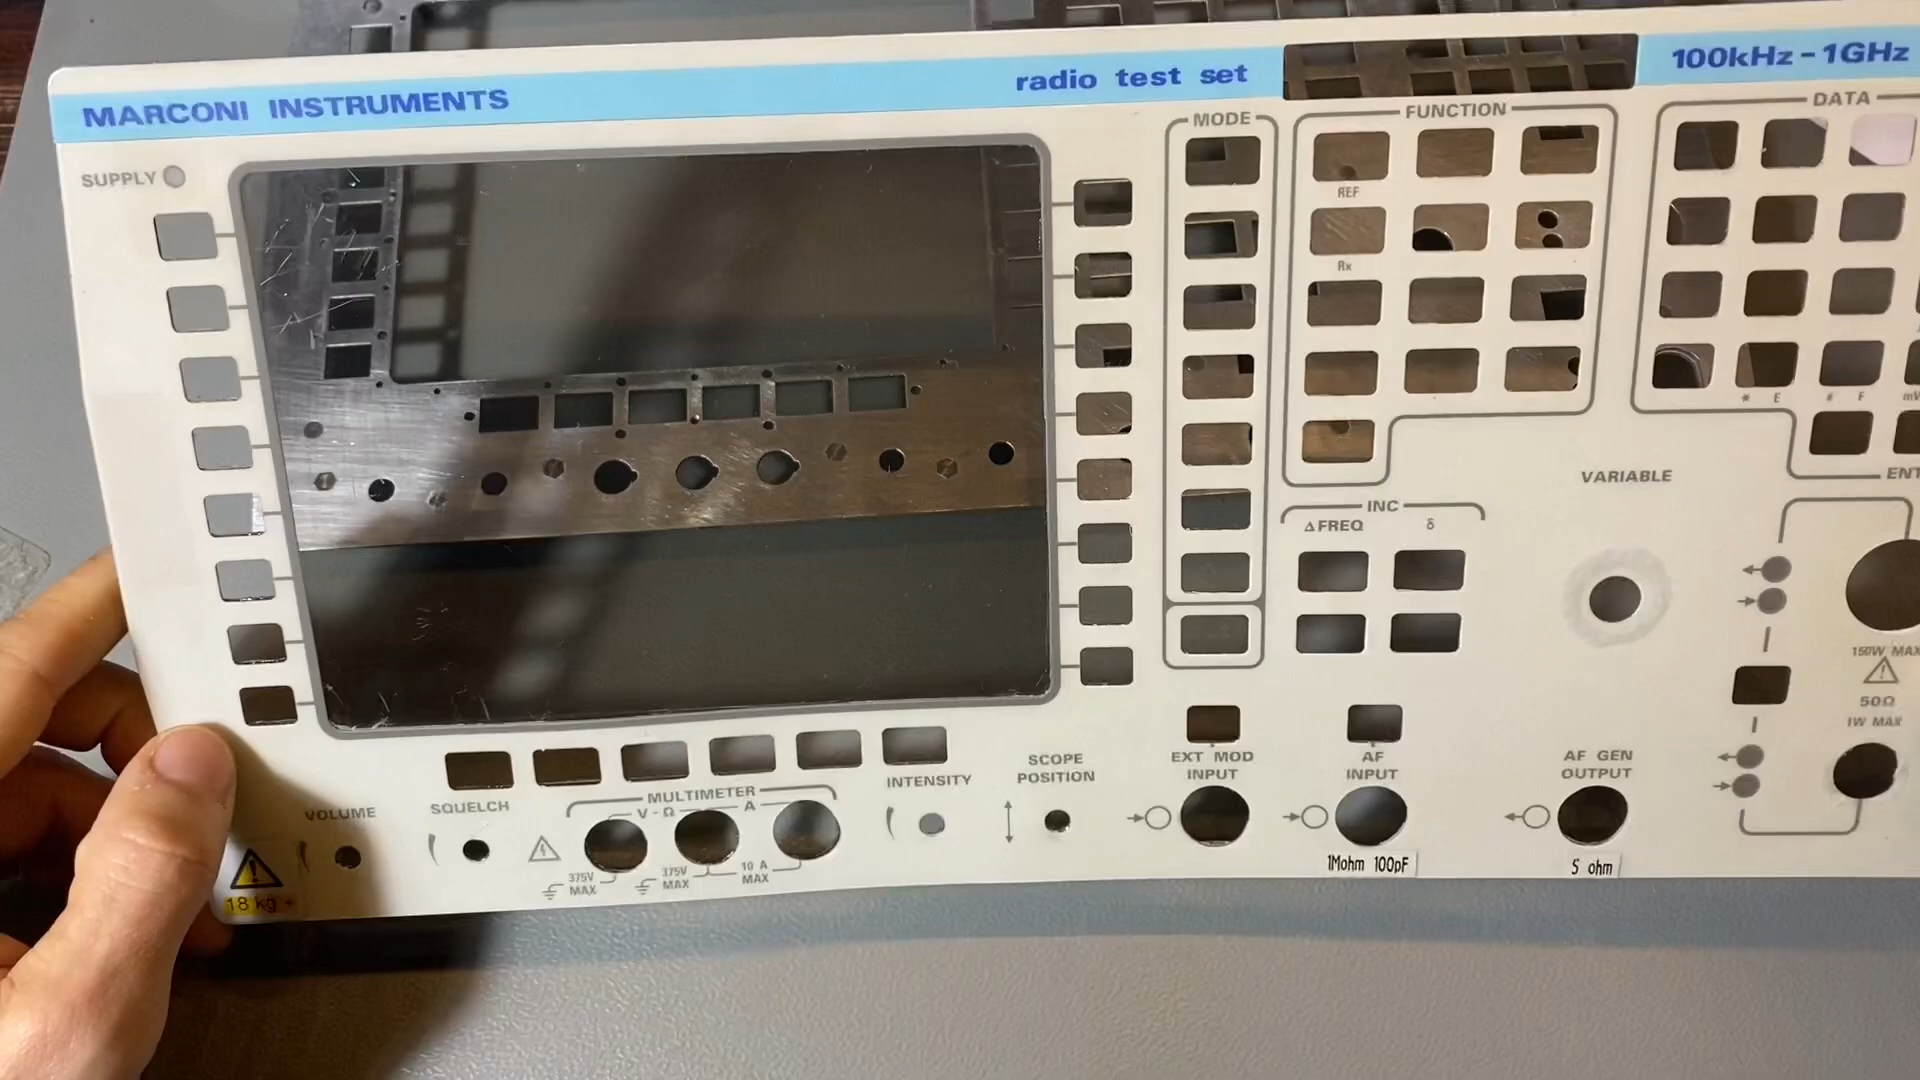 MARCONI INSTRUMENTS
radio test set
100kHz – 1GHz
SUPPLY
MODE
FUNCTION
DATA
REF
Rx
* E
# F
mV
ENT
VARIABLE
INC
Δ FREQ δ
150W MAX
50Ω
1W MAX
EXT MOD
INPUT
AF
INPUT
AF GEN
OUTPUT
SCOPE
POSITION
INTENSITY
MULTIMETER
V - Ω A
SQUELCH
VOLUME
375V
MAX
375V
MAX
10 A
MAX
1Mohm 100pF
5 ohm
18 kg +